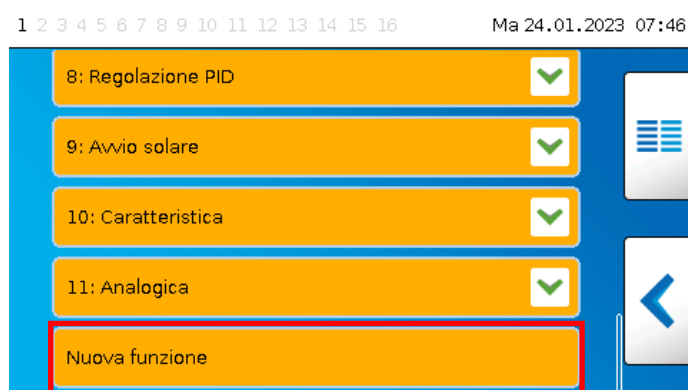 1 2 3 4 5 6 7 8 9 10 11 12 13 14 15 16 Ma 24.01.2023 07:46
8: Regolazione PID
9: Avvio solare
10: Caratteristica
11: Analogica
Nuova funzione